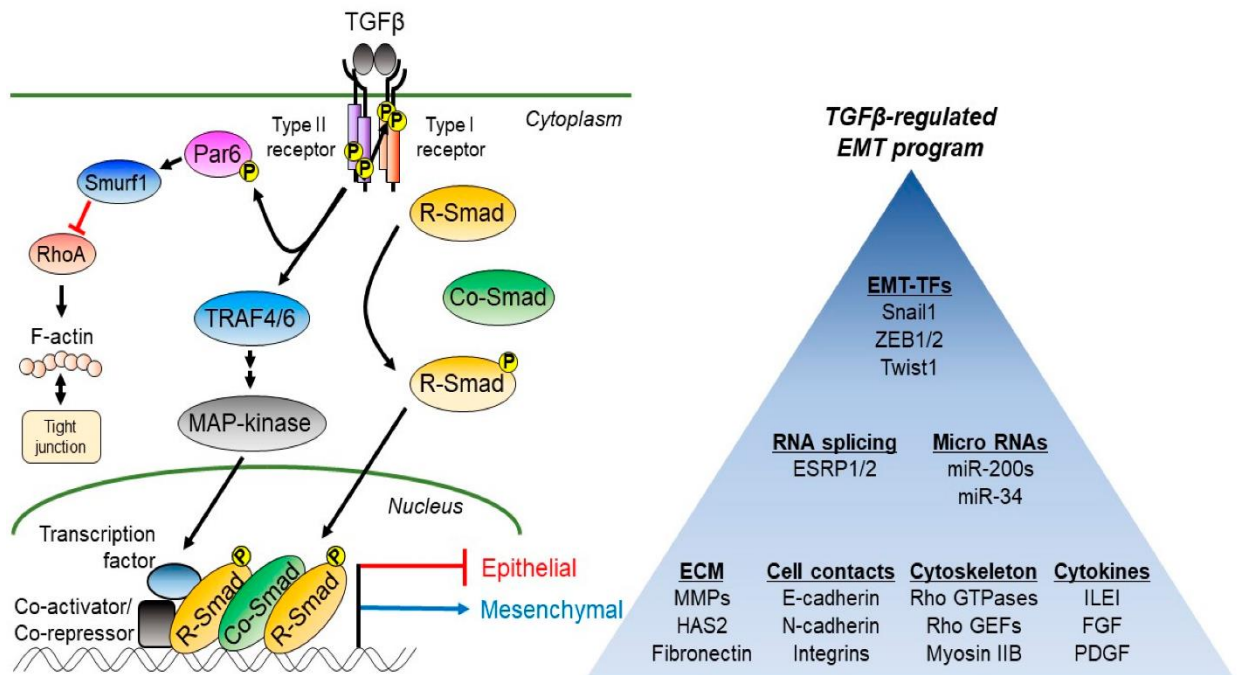 TGFβ
Cytoplasm
Type II
receptor
Type I
receptor
P
P
P
P
Par6
P
Smurf1
RhoA
F-actin
Tight
junction
TRAF4/6
MAP-kinase
R-Smad
Co-Smad
R-Smad
P
Nucleus
Transcription
factor
Co-activator/
Co-repressor
R-Smad
P
Co-Smad
R-Smad
P
Epithelial
Mesenchymal
TGFβ-regulated
EMT program
EMT-TFs
Snail1
ZEB1/2
Twist1
RNA splicing
ESRP1/2
Micro RNAs
miR-200s
miR-34
ECM
MMPs
HAS2
Fibronectin
Cell contacts
E-cadherin
N-cadherin
Integrins
Cytoskeleton
Rho GTPases
Rho GEFs
Myosin IIB
Cytokines
ILEI
FGF
PDGF